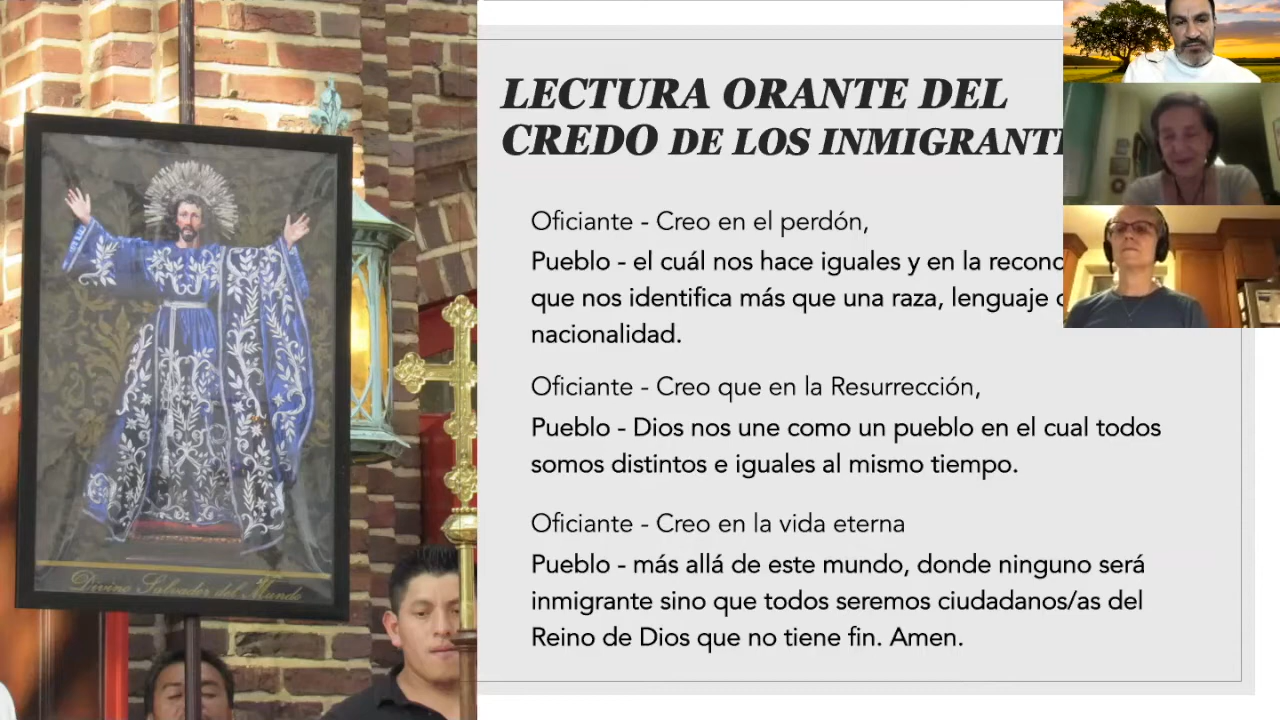 LECTURA ORANTE DEL
CREDO DE LOS INMIGRANT
Oficiante - Creo en el perdón,
Pueblo - el cuál nos hace iguales y en la
que nos identifica más que una raza, lenguaje
nacionalidad.
Oficiante - Creo que en la Resurrección,
Pueblo - Dios nos une como un pueblo en el cual todos
somos distintos e iguales al mismo tiempo.
Oficiante - Creo en la vida eterna
Pueblo - más allá de este mundo, donde ninguno será
inmigrante sino que todos seremos ciudadanos/as del
Reino de Dios que no tiene fin. Amen.
Divino Salvador del Mundo